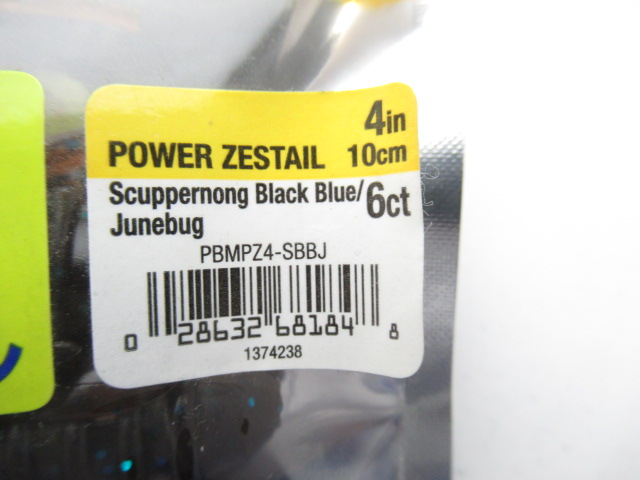 4in
POWER ZESTAIL 10cm
Scuppernong Black Blue/ 6ct
Junebug
PBMPZ4-SBBJ
0 28632 68184 8
1374238